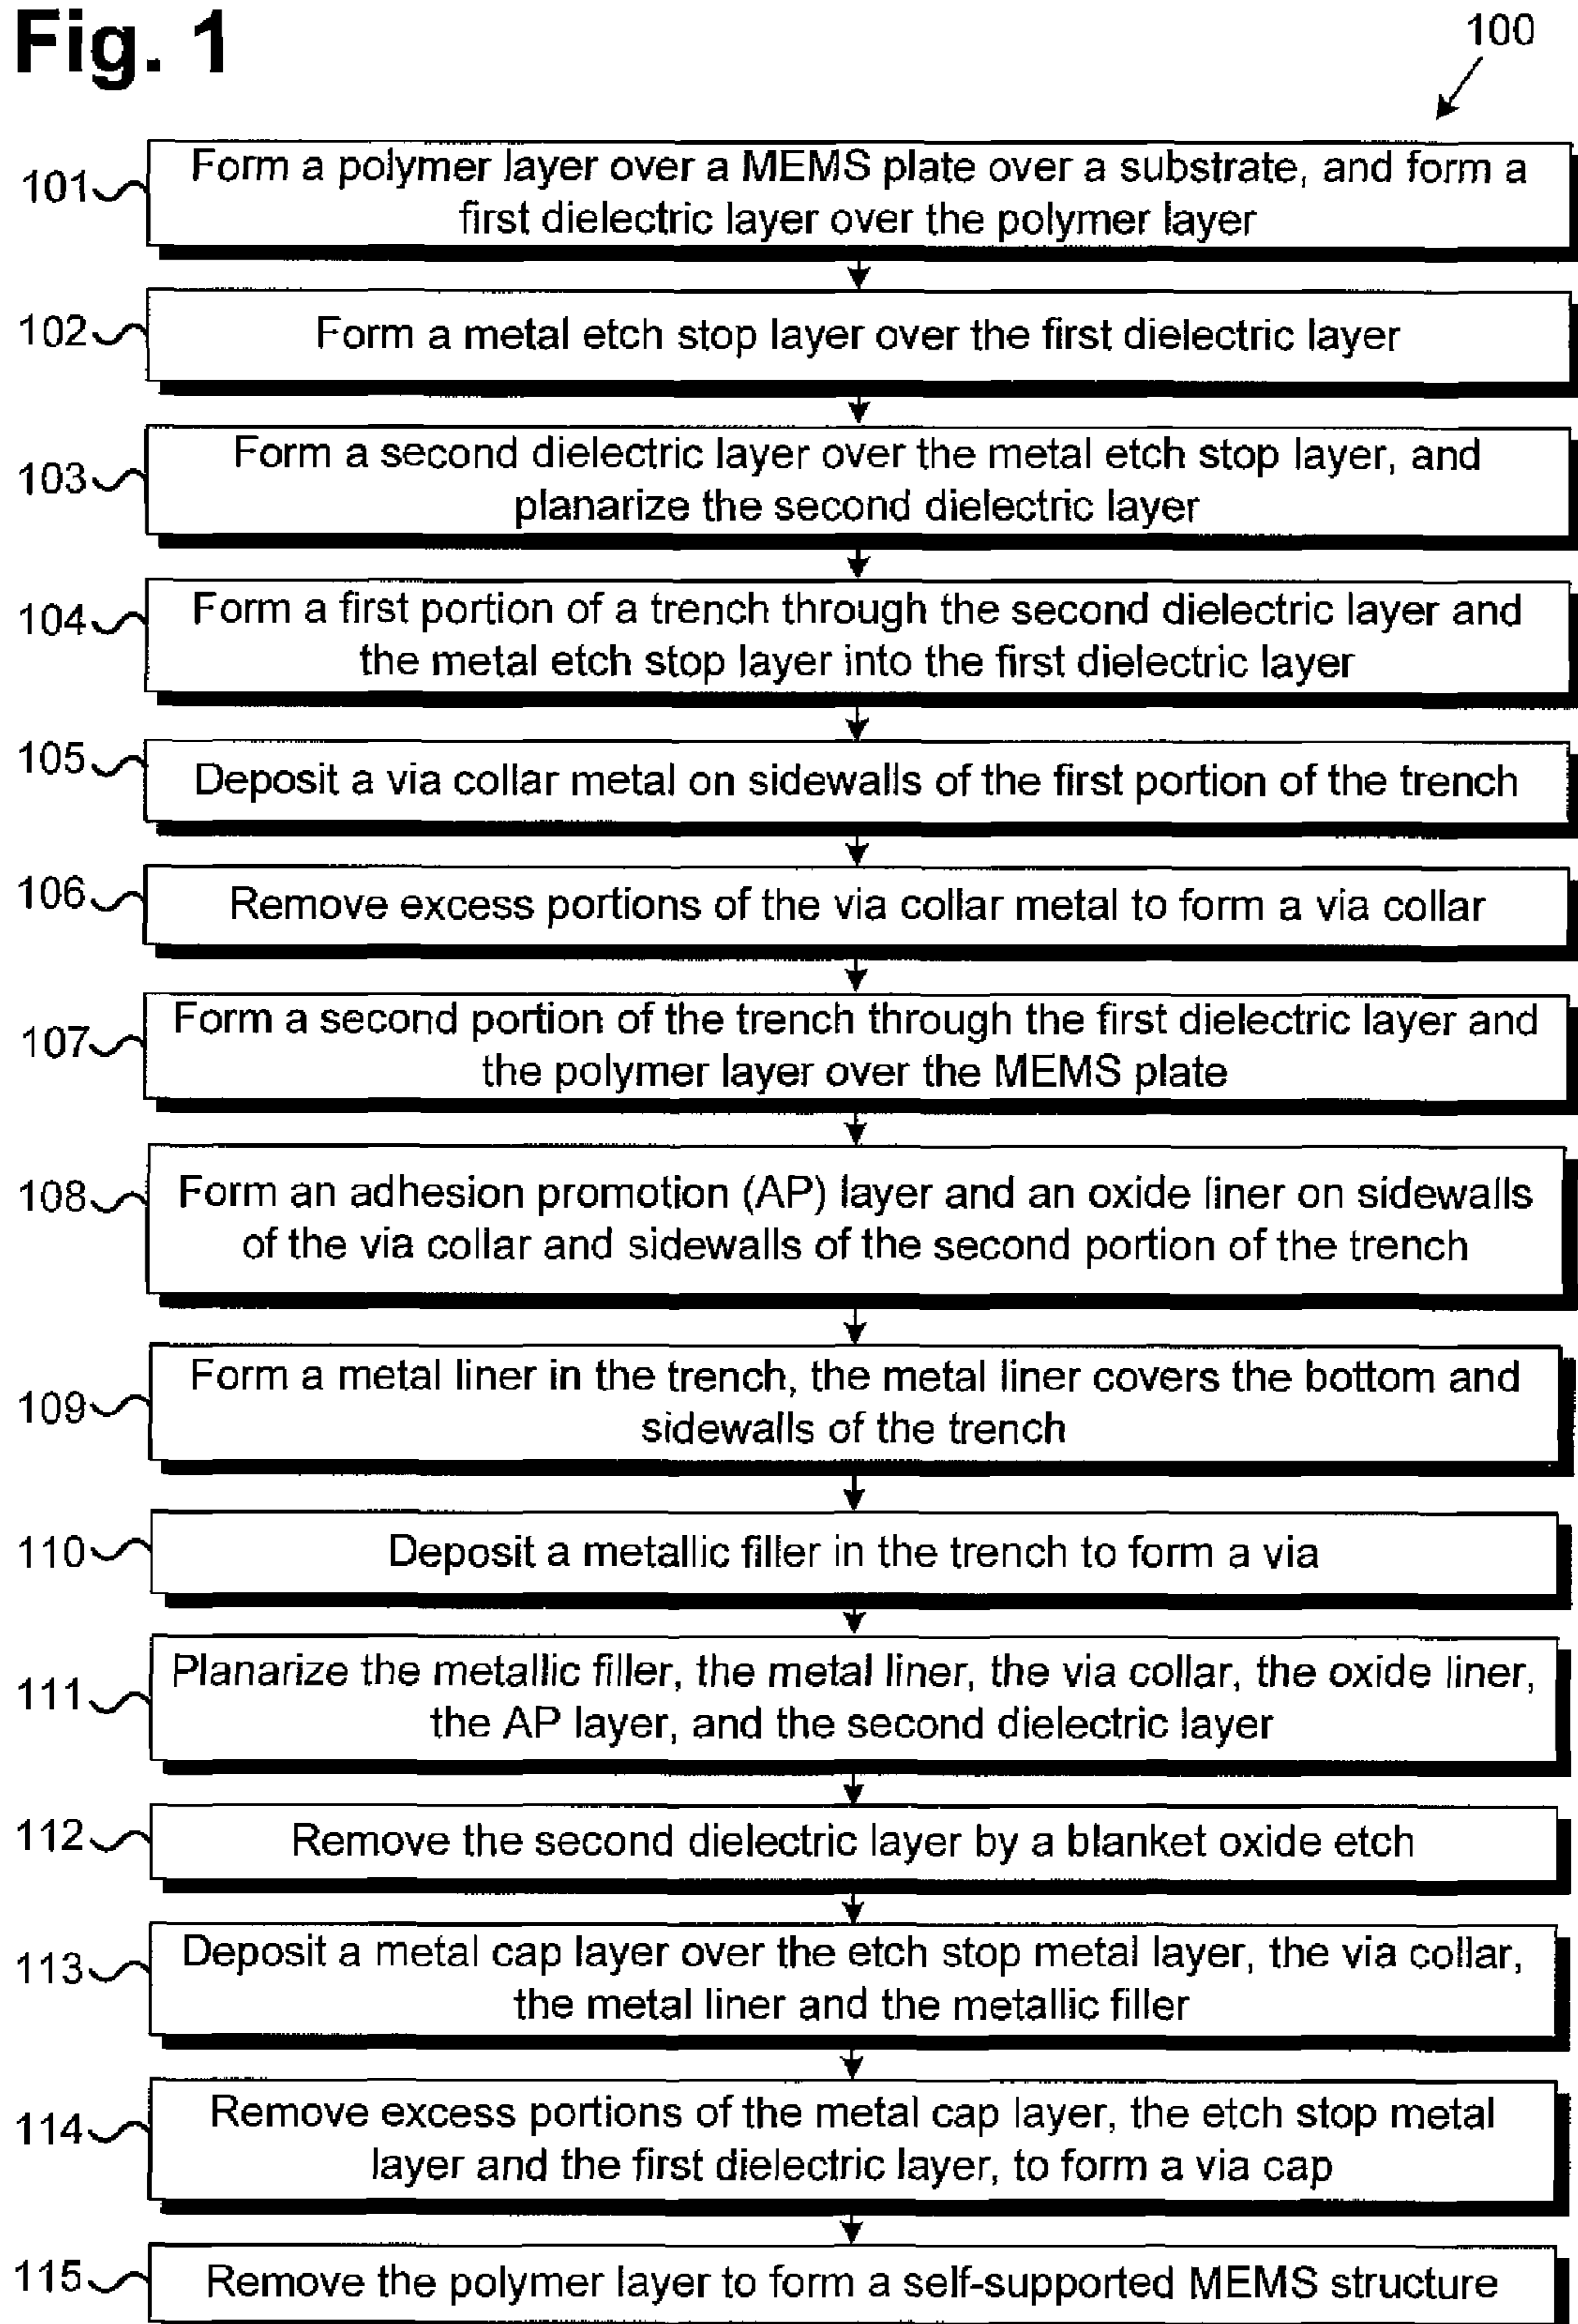 Fig. 1
100
101
Form a polymer layer over a MEMS plate over a substrate, and form a
first dielectric layer over the polymer layer
102
Form a metal etch stop layer over the first dielectric layer
103
Form a second dielectric layer over the metal etch stop layer, and
planarize the second dielectric layer
104
Form a first portion of a trench through the second dielectric layer and
the metal etch stop layer into the first dielectric layer
105
Deposit a via collar metal on sidewalls of the first portion of the trench
106
Remove excess portions of the via collar metal to form a via collar
107
Form a second portion of the trench through the first dielectric layer and
the polymer layer over the MEMS plate
108
Form an adhesion promotion (AP) layer and an oxide liner on sidewalls
of the via collar and sidewalls of the second portion of the trench
109
Form a metal liner in the trench, the metal liner covers the bottom and
sidewalls of the trench
110
Deposit a metallic filler in the trench to form a via
111
Planarize the metallic filler, the metal liner, the via collar, the oxide liner,
the AP layer, and the second dielectric layer
112
Remove the second dielectric layer by a blanket oxide etch
113
Deposit a metal cap layer over the etch stop metal layer, the via collar,
the metal liner and the metallic filler
114
Remove excess portions of the metal cap layer, the etch stop metal
layer and the first dielectric layer, to form a via cap
115
Remove the polymer layer to form a self-supported MEMS structure